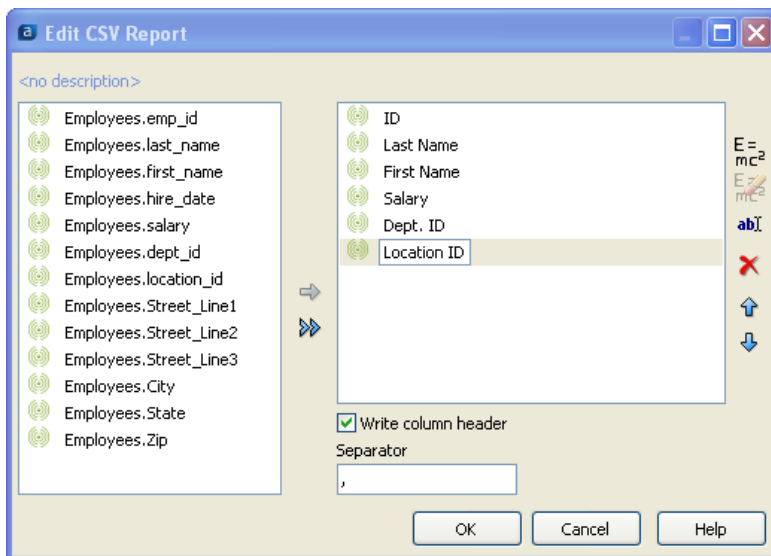 a Edit CSV Report
<no description>
Employees.emp_id
Employees.last_name
Employees.first_name
Employees.hire_date
Employees.salary
Employees.dept_id
Employees.location_id
Employees.Street_Line1
Employees.Street_Line2
Employees.Street_Line3
Employees.City
Employees.State
Employees.Zip
ID
Last Name
First Name
Salary
Dept. ID
Location ID
E=
mc2
E=
mc2
ab
Write column header
Separator
,
OK
Cancel
Help